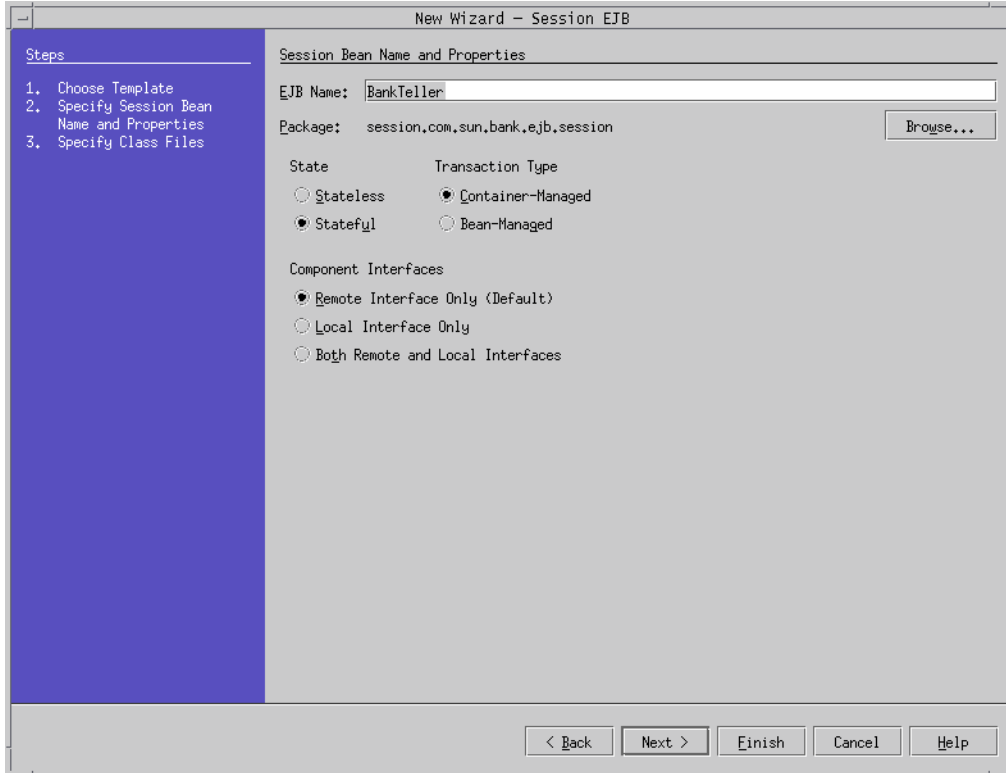 New Wizard – Session EJB
Steps
1. Choose Template
2. Specify Session Bean
Name and Properties
3. Specify Class Files
Session Bean Name and Properties
EJB Name: BankTeller
Package: session.com.sun.bank.ejb.session Browse...
State Transaction Type
Stateless Container-Managed
Stateful Bean-Managed
Component Interfaces
Remote Interface Only (Default)
Local Interface Only
Both Remote and Local Interfaces
< Back Next > Finish Cancel Help